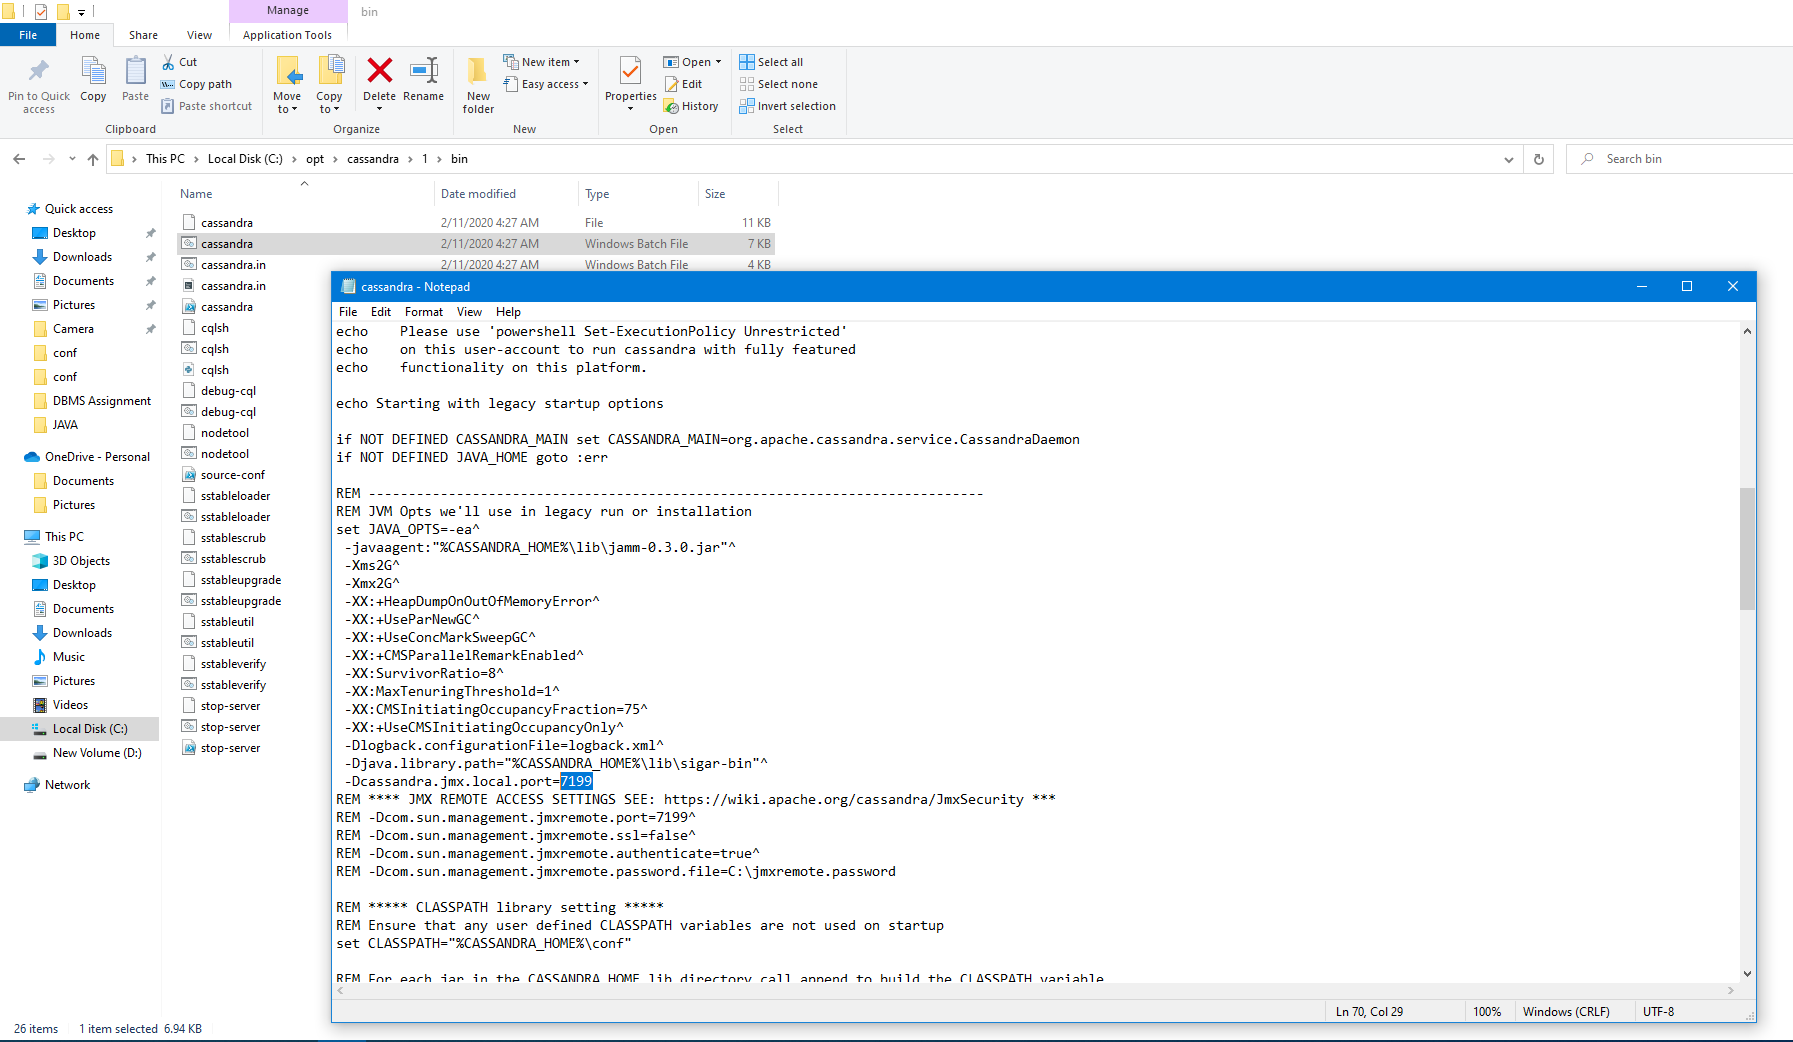 Manage
bin
File
Home
Share
View
Application Tools
Pin to Quick access
Copy
Paste
Cut
Copy path
Paste shortcut
Clipboard
Move to
Copy to
Delete
Rename
Organize
New folder
New item
Easy access
New
Properties
Open
Edit
History
Open
Select all
Select none
Invert selection
Select
This PC > Local Disk (C:) > opt > cassandra > 1 > bin
Search bin
Quick access
Desktop
Downloads
Documents
Pictures
Camera
conf
conf
DBMS Assignment
JAVA
OneDrive - Personal
Documents
Pictures
This PC
3D Objects
Desktop
Documents
Downloads
Music
Pictures
Videos
Local Disk (C:)
New Volume (D:)
Network
Name Date modified Type Size
cassandra 2/11/2020 4:27 AM File 11 KB
cassandra 2/11/2020 4:27 AM Windows Batch File 7 KB
cassandra.in 2/11/2020 4:27 AM Windows Batch File 4 KB
cassandra.in
cassandra
cqlsh
cqlsh
cqlsh
debug-cql
debug-cql
nodetool
nodetool
source-conf
sstableloader
sstableloader
sstablescrub
sstablescrub
sstableupgrade
sstableupgrade
sstableutil
sstableutil
sstableverify
sstableverify
stop-server
stop-server
stop-server
cassandra - Notepad
File Edit Format View Help
echo    Please use 'powershell Set-ExecutionPolicy Unrestricted'
echo    on this user-account to run cassandra with fully featured
echo    functionality on this platform.
echo Starting with legacy startup options
if NOT DEFINED CASSANDRA_MAIN set CASSANDRA_MAIN=org.apache.cassandra.service.CassandraDaemon
if NOT DEFINED JAVA_HOME goto :err
REM -----------------------------------------------------------------------------
REM JVM Opts we'll use in legacy run or installation
set JAVA_OPTS=-ea^
-javaagent:"%CASSANDRA_HOME%\lib\jamm-0.3.0.jar"^
-Xms2G^
-Xmx2G^
-XX:+HeapDumpOnOutOfMemoryError^
-XX:+UseParNewGC^
-XX:+UseConcMarkSweepGC^
-XX:+CMSParallelRemarkEnabled^
-XX:SurvivorRatio=8^
-XX:MaxTenuringThreshold=1^
-XX:CMSInitiatingOccupancyFraction=75^
-XX:+UseCMSInitiatingOccupancyOnly^
-Dlogback.configurationFile=logback.xml^
-Djava.library.path="%CASSANDRA_HOME%\lib\sigar-bin"^
-Dcassandra.jmx.local.port=7199
REM **** JMX REMOTE ACCESS SETTINGS SEE: https://wiki.apache.org/cassandra/JmxSecurity ***
REM -Dcom.sun.management.jmxremote.port=7199^
REM -Dcom.sun.management.jmxremote.ssl=false^
REM -Dcom.sun.management.jmxremote.authenticate=true^
REM -Dcom.sun.management.jmxremote.password.file=C:\jmxremote.password
REM ***** CLASSPATH library setting *****
REM Ensure that any user defined CLASSPATH variables are not used on startup
set CLASSPATH="%CASSANDRA_HOME%\conf"
REM For each jar in the CASSANDRA_HOME lib directory call append to build the CLASSPATH variable
Ln 70, Col 29
100%
Windows (CRLF)
UTF-8
26 items
1 item selected 6.94 KB